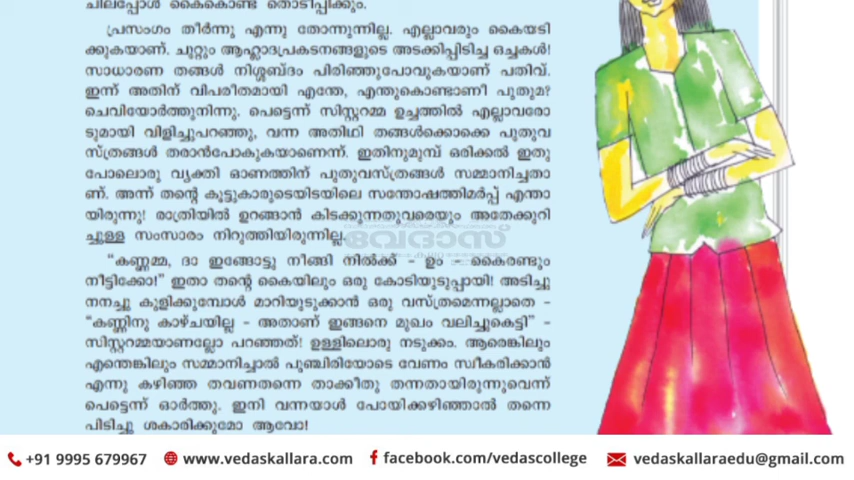 ചിലപ്പോൾ കൈകൊണ്ട് തൊടീപ്പിക്കും.
പ്രസംഗം തീർന്നു എന്നു തോന്നുന്നില്ല. എല്ലാവരും കൈയടി
ക്കുകയാണ്. ചുറ്റും ആഹ്ലാദപ്രകടനങ്ങളുടെ അടക്കിപ്പിടിച്ച ഒച്ചകൾ!
സാധാരണ തങ്ങൾ നിശ്ശബ്ദം പിരിഞ്ഞുപോവുകയാണ് പതിവ്.
ഇന്ന് അതിന് വിപരീതമായി എന്തേ, എന്തുകൊണ്ടാണീ പുതുമ?
ചെവിയോർത്തുനിന്നു. പെട്ടെന്ന് സിസ്റ്ററമ്മ ഉച്ചത്തിൽ എല്ലാവരോ
ടുമായി വിളിച്ചുപറഞ്ഞു, വന്ന അതിഥി തങ്ങൾക്കൊക്കെ പുതുവ
സ്ത്രങ്ങൾ തരാൻപോകുകയാണെന്ന്. ഇതിനുമുമ്പ് ഒരിക്കൽ ഇതു
പോലൊരു വ്യക്തി ഓണത്തിന് പുതുവസ്ത്രങ്ങൾ സമ്മാനിച്ചതാ
ണ്. അന്ന് തന്റെ കൂട്ടുകാരുടെയിടയിലെ സന്തോഷത്തിമർപ്പ് എന്താ
യിരുന്നു! രാത്രിയിൽ ഉറങ്ങാൻ കിടക്കുന്നതുവരെയും അതേക്കുറി
ച്ചുള്ള സംസാരം നിറുത്തിയിരുന്നില്ല.
വേദാസ്
"കണ്ണമ്മ, ദാ ഇങ്ങോട്ടു നീങ്ങി നിൽക്ക് - ഉം - കൈരണ്ടും
നീട്ടിക്കോ!" ഇതാ തന്റെ കൈയിലും ഒരു കോടിയുടുപ്പായി! അടിച്ചു
നനച്ചു കുളിക്കുമ്പോൾ മാറിയുടുക്കാൻ ഒരു വസ്ത്രമെന്നല്ലാതെ -
"കണ്ണിനു കാഴ്ചയില്ല - അതാണ് ഇങ്ങനെ മുഖം വലിച്ചുകെട്ടി" -
സിസ്റ്ററമ്മയാണല്ലോ പറഞ്ഞത്! ഉള്ളിലൊരു നടുക്കം. ആരെങ്കിലും
എന്തെങ്കിലും സമ്മാനിച്ചാൽ പുഞ്ചിരിയോടെ വേണം സ്വീകരിക്കാൻ
എന്നു കഴിഞ്ഞ തവണതന്നെ താക്കീതു തന്നതായിരുന്നുവെന്ന്
പെട്ടെന്ന് ഓർത്തു. ഇനി വന്നയാൾ പോയിക്കഴിഞ്ഞാൽ തന്നെ
പിടിച്ചു ശകാരിക്കുമോ ആവോ!
+91 9995 679967 www.vedaskallara.com facebook.com/vedascollege vedaskallaraedu@gmail.com